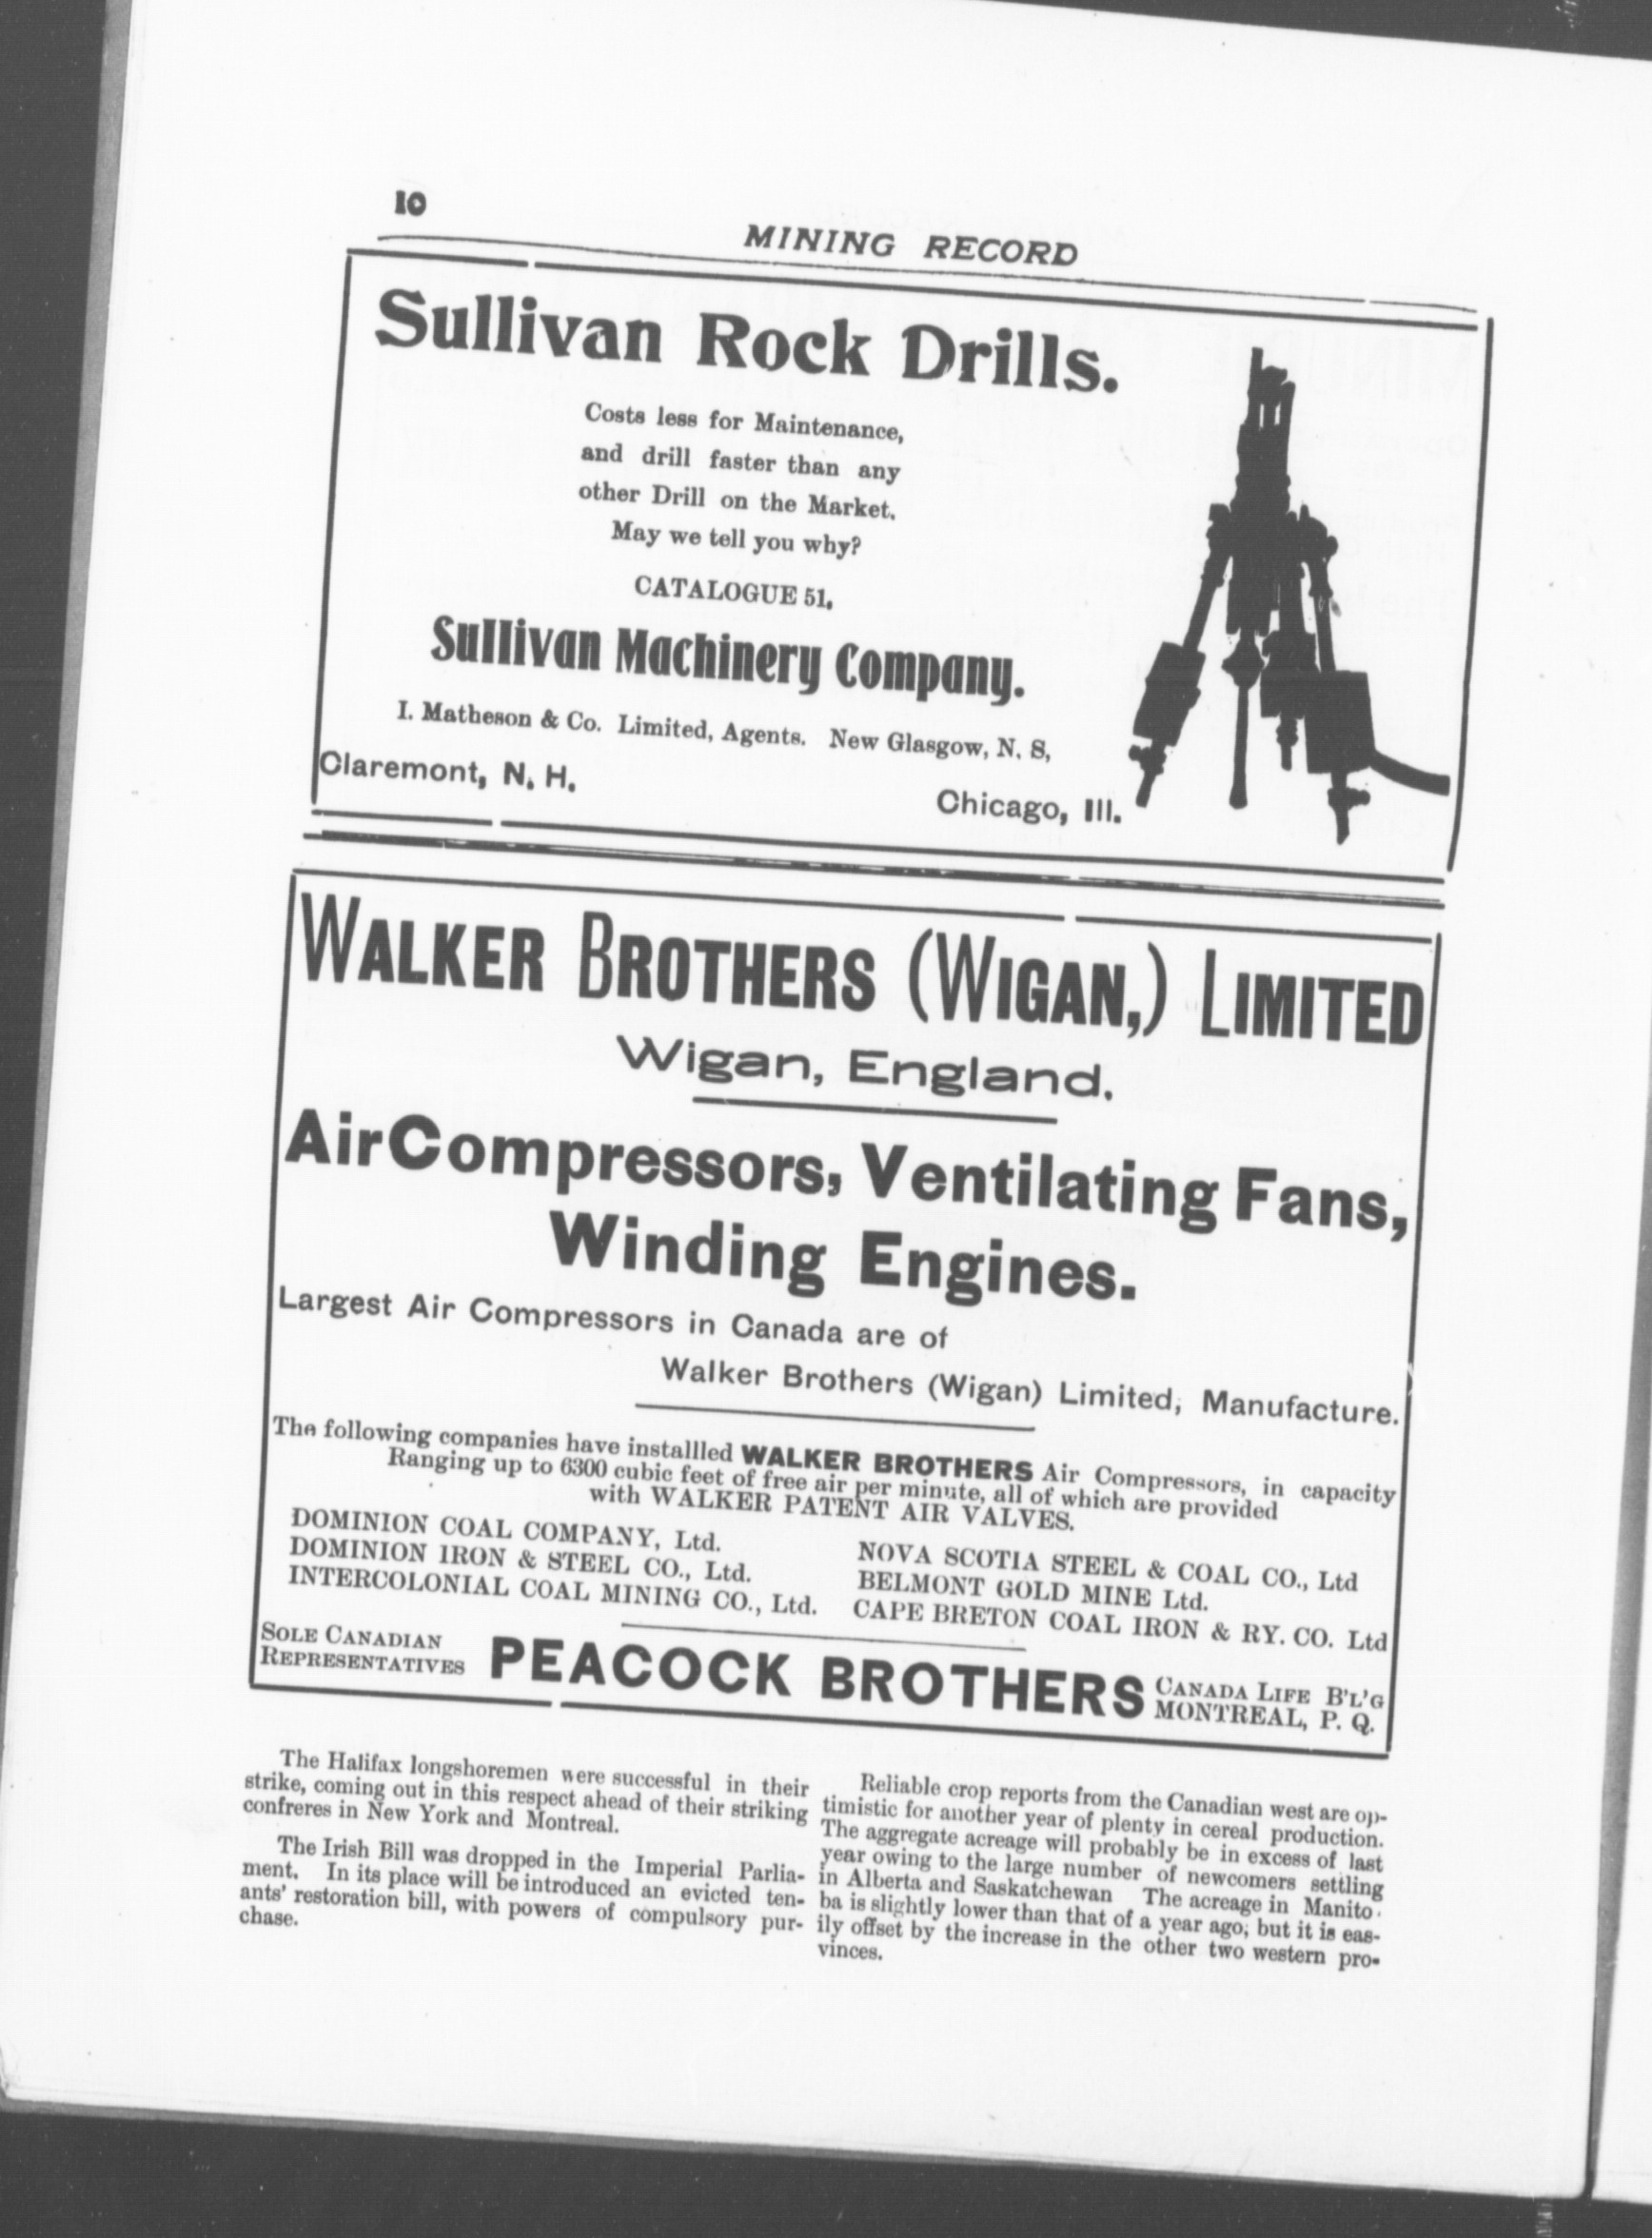 10
MINING RECORD
Sullivan Rock Drills.
Costs less for Maintenance,
and drill faster than any
other Drill on the Market.
May we tell you why?
CATALOGUE 51.
Sullivan Machinery Company.
I. Matheson & Co. Limited, Agents. New Glasgow, N. S,
Claremont, N. H.
Chicago, Ill.
WALKER BROTHERS (WIGAN,) LIMITED
Wigan, England.
AirCompressors, Ventilating Fans,
Winding Engines.
Largest Air Compressors in Canada are of
Walker Brothers (Wigan) Limited, Manufacture.
The following companies have installled WALKER BROTHERS Air Compressors, in capacity
Ranging up to 6300 cubic feet of free air per minute, all of which are provided
with WALKER PATENT AIR VALVES.
DOMINION COAL COMPANY, Ltd.
DOMINION IRON & STEEL CO., Ltd.
INTERCOLONIAL COAL MINING CO., Ltd.
NOVA SCOTIA STEEL & COAL CO., Ltd
BELMONT GOLD MINE Ltd.
CAPE BRETON COAL IRON & RY. CO. Ltd
SOLE CANADIAN
REPRESENTATIVES
PEACOCK BROTHERS
CANADA LIFE B'L'G
MONTREAL, P. Q.
The Halifax longshoremen were successful in their
strike, coming out in this respect ahead of their striking
confreres in New York and Montreal.
The Irish Bill was dropped in the Imperial Parlia-
ment. In its place will be introduced an evicted ten-
ants' restoration bill, with powers of compulsory pur-
chase.
Reliable crop reports from the Canadian west are op-
timistic for another year of plenty in cereal production.
The aggregate acreage will probably be in excess of last
year owing to the large number of newcomers settling
in Alberta and Saskatchewan The acreage in Manito
ba is slightly lower than that of a year ago, but it is eas-
ily offset by the increase in the other two western pro-
vinces.